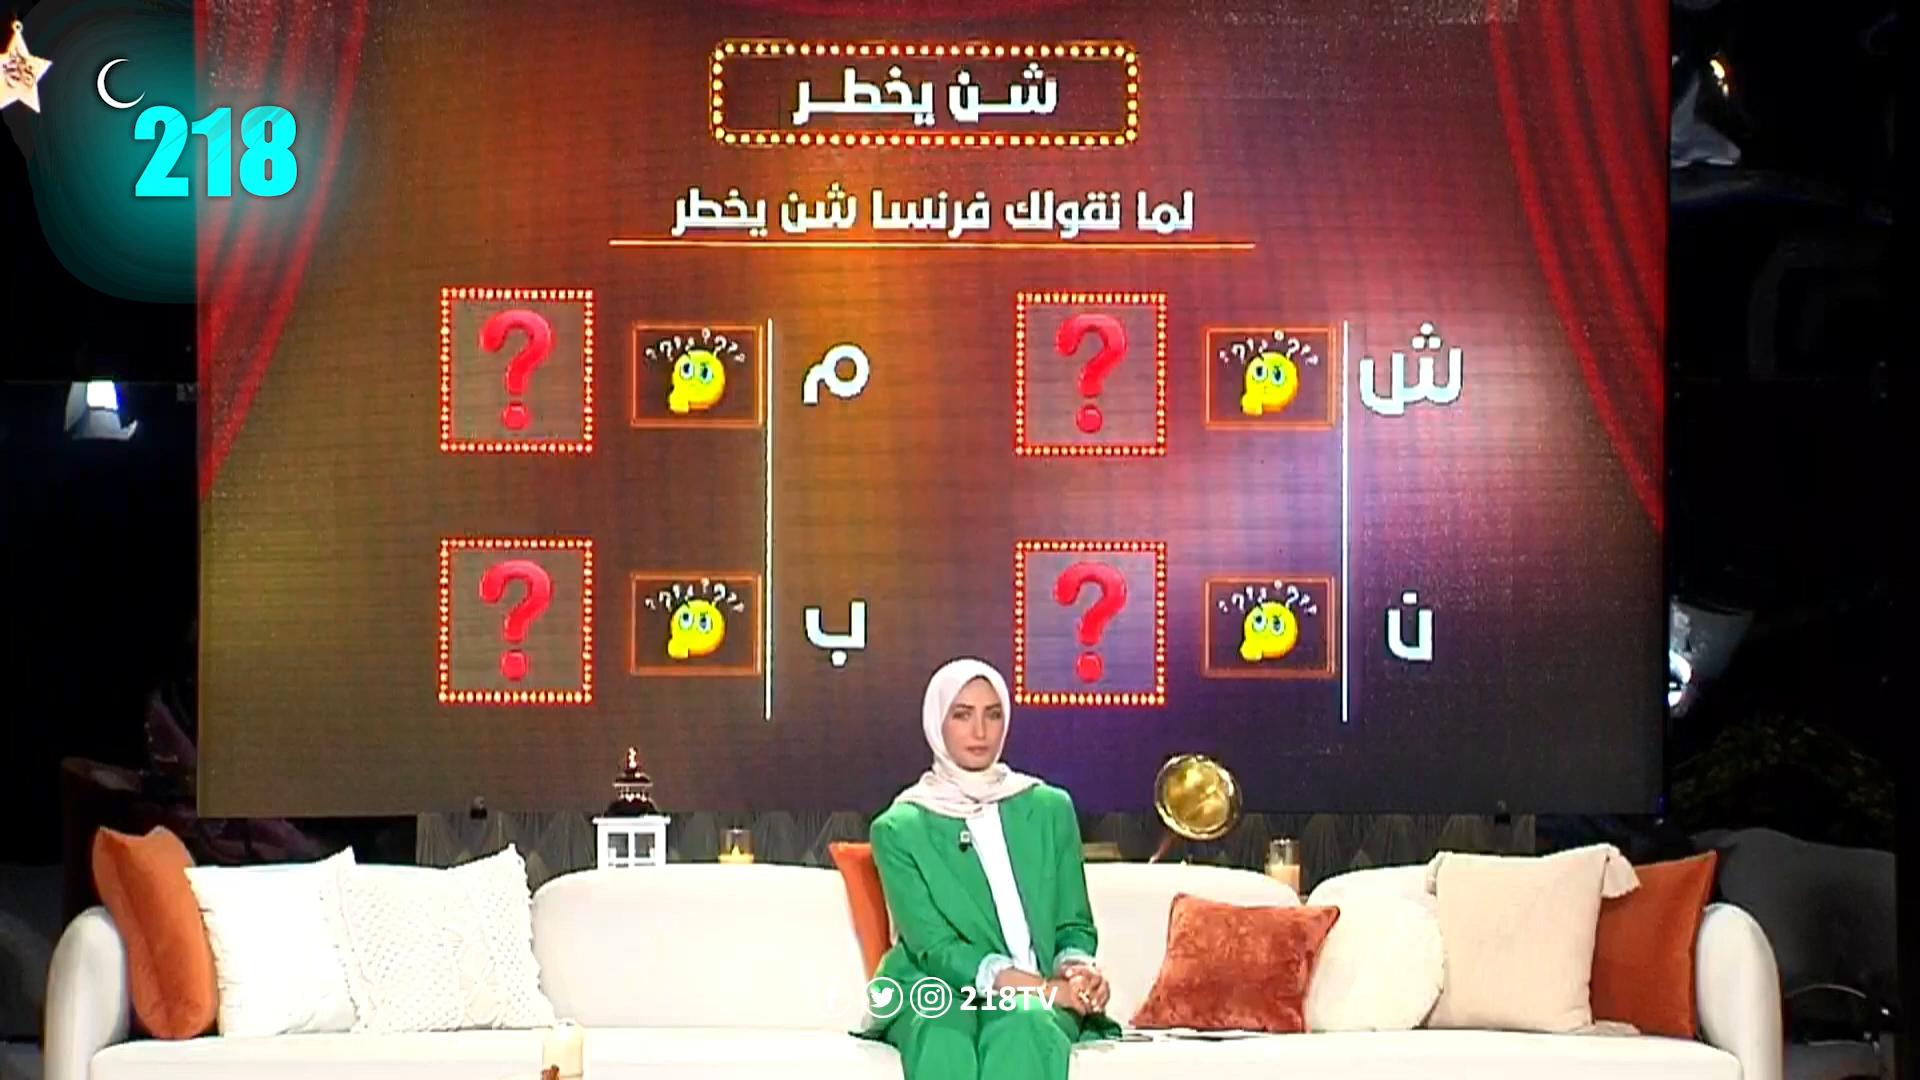 218
شن يخطر
لما نقولك فرنسا شن يخطر
ش
م
ن
ب
218TV